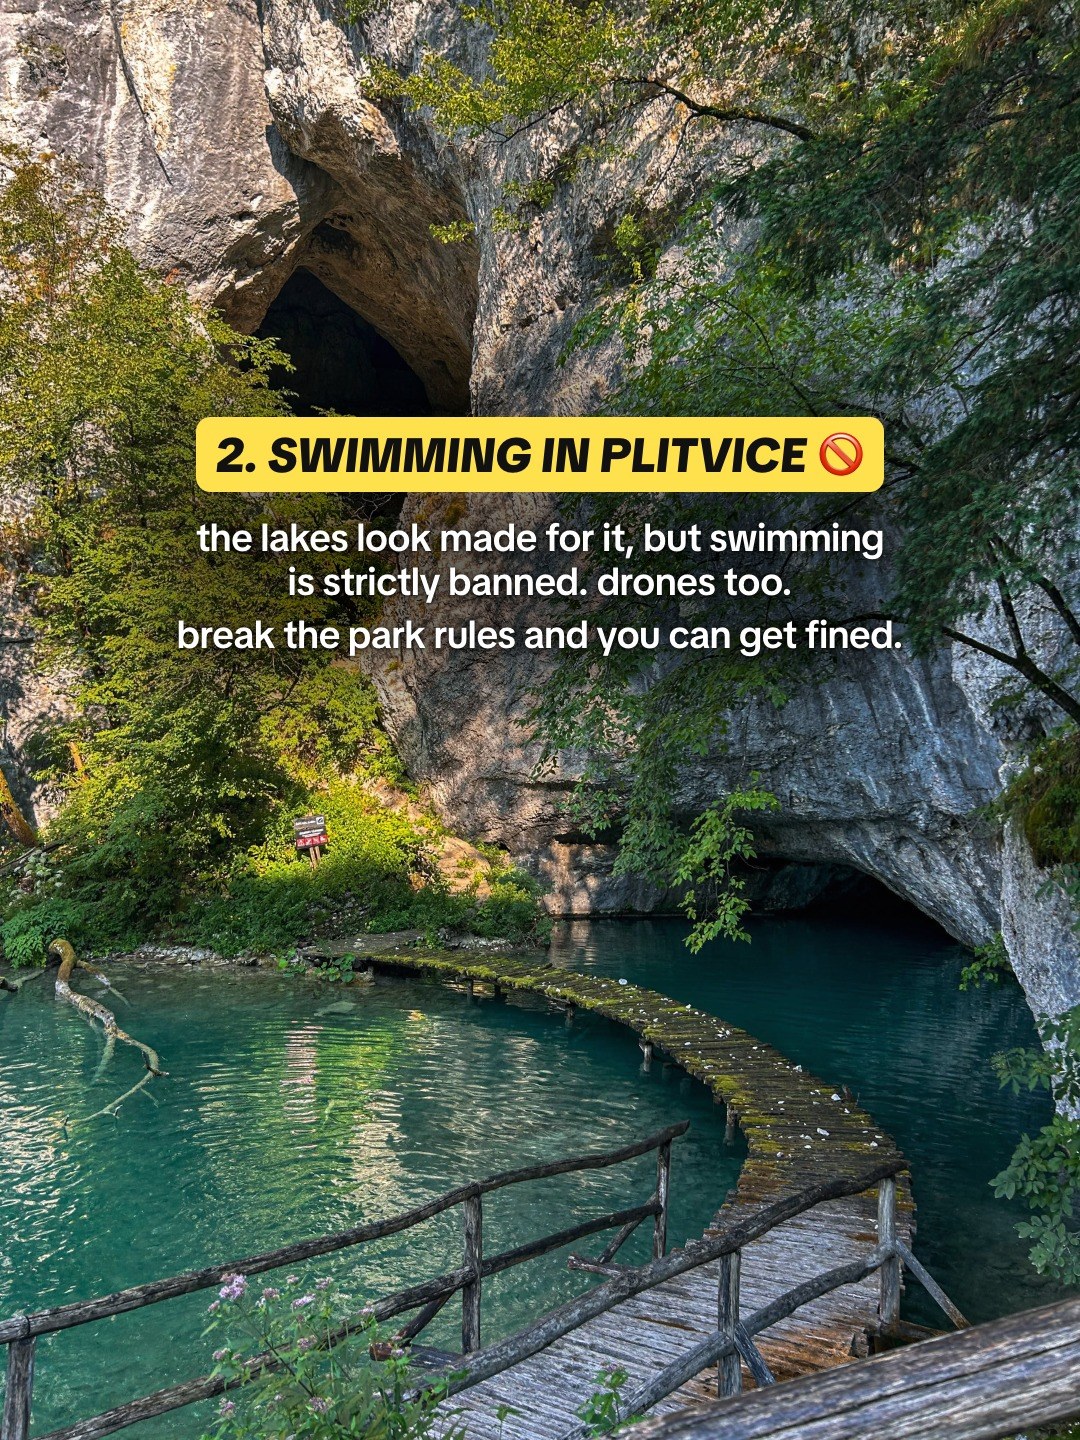 2. SWIMMING IN PLITVICE 🚫
the lakes look made for it, but swimming
is strictly banned. drones too.
break the park rules and you can get fined.